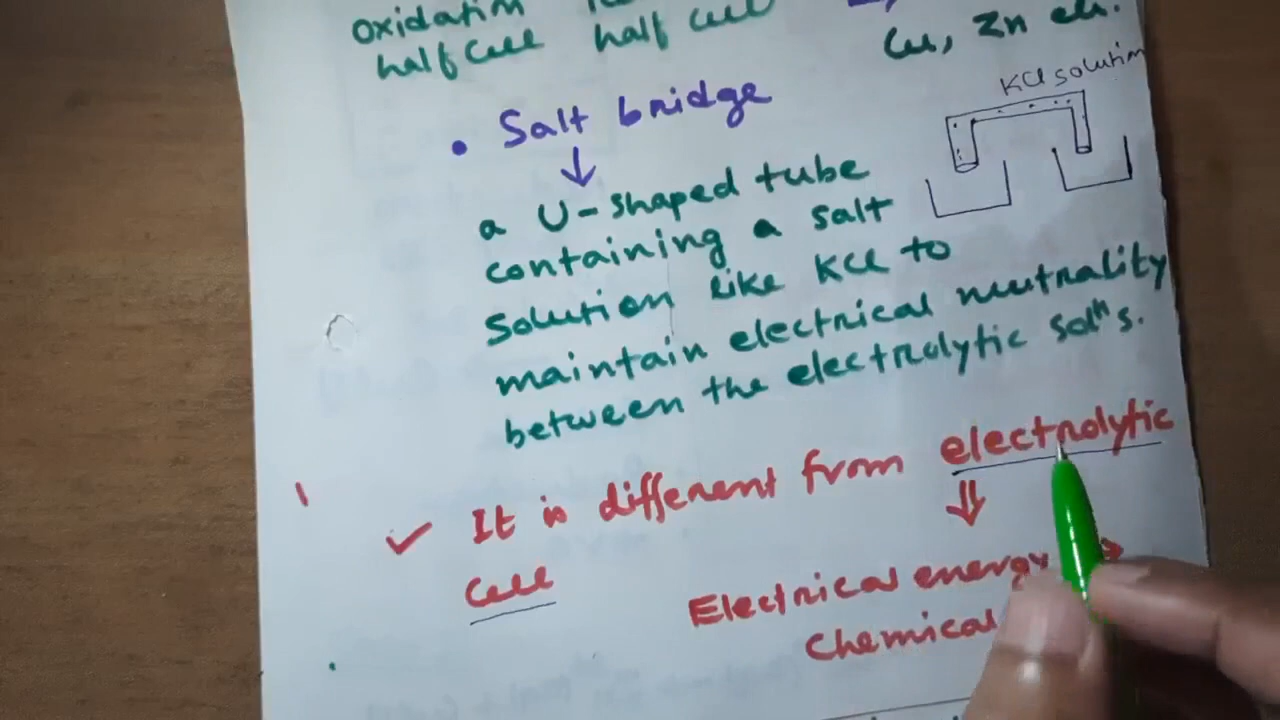 oxidation
half cell half cell
Cu, Zn etc.
KCl solution
• Salt bridge
↓
a U-shaped tube
containing a salt
solution like KCl to
maintain electrical neutrality
between the electrolytic solⁿs.
✓ It is different from electrolytic
cell
⇓
Electrical energy
chemical